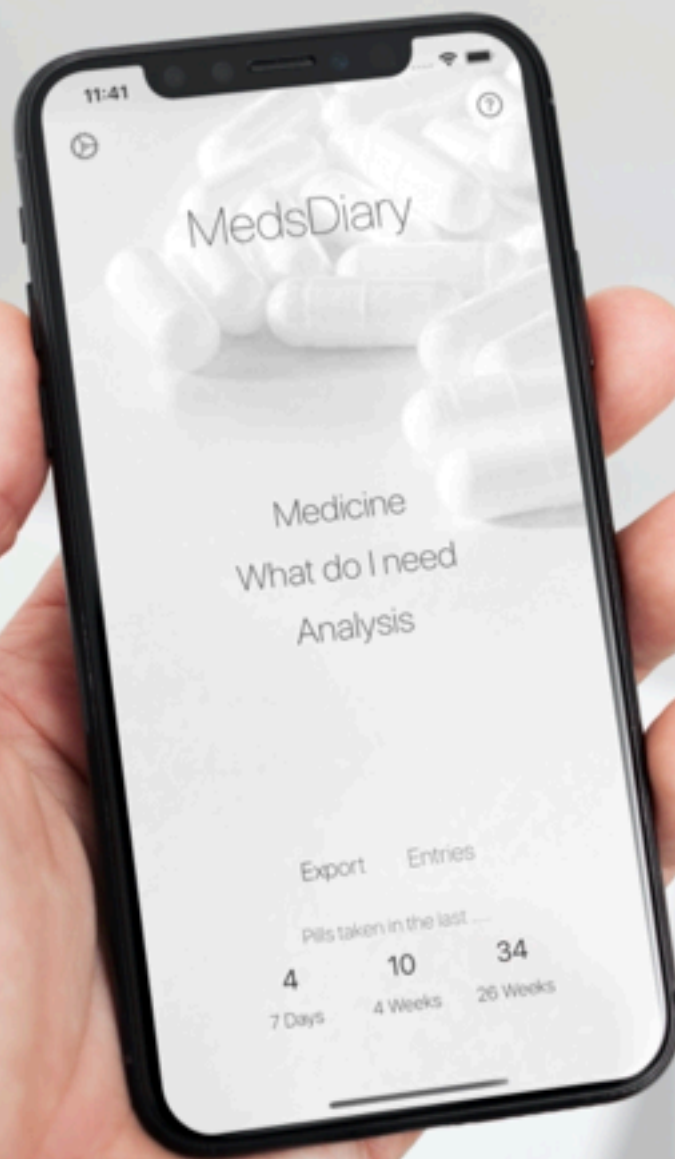 11:41
MedsDiary
Medicine
What do I need
Analysis
Export Entries
Pills taken in the last ....
4 10 34
7 Days 4 Weeks 26 Weeks